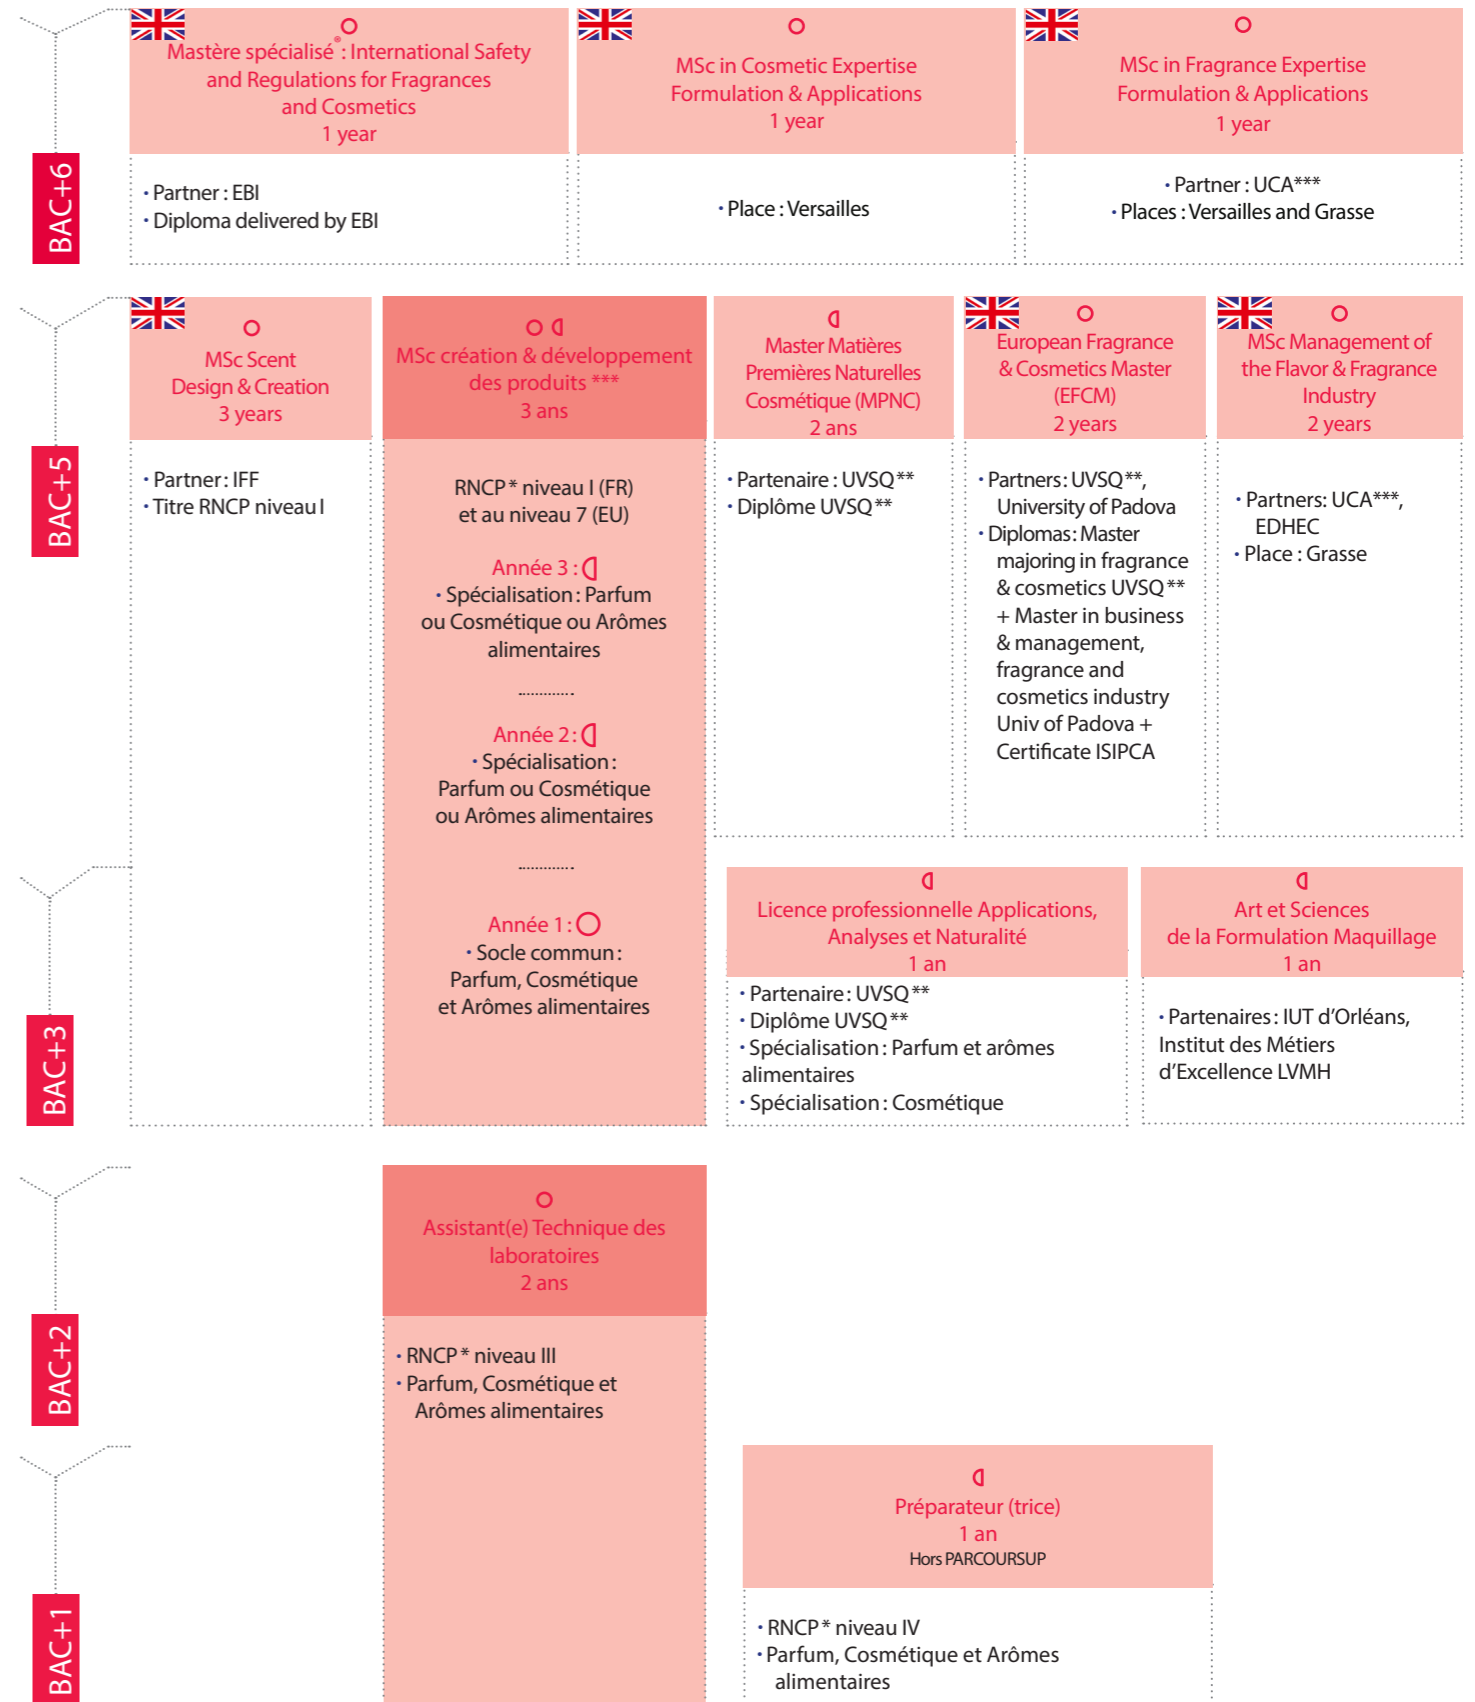 BAC+6
Mastère spécialisé® : International Safety
and Regulations for Fragrances
and Cosmetics
1 year
• Partner : EBI
• Diploma delivered by EBI
MSc in Cosmetic Expertise
Formulation & Applications
1 year
• Place : Versailles
MSc in Fragrance Expertise
Formulation & Applications
1 year
• Partner : UCA***
• Places : Versailles and Grasse
BAC+5
MSc Scent
Design & Creation
3 years
• Partner : IFF
• Titre RNCP niveau I
MSc création & développement
des produits ***
3 ans
RNCP* niveau I (FR)
et au niveau 7 (EU)
Année 3 :
• Spécialisation : Parfum
ou Cosmétique ou Arômes
alimentaires
.............
Année 2 :
• Spécialisation :
Parfum ou Cosmétique
ou Arômes alimentaires
.............
Année 1 :
• Socle commun :
Parfum, Cosmétique
et Arômes alimentaires
Master Matières
Premières Naturelles
Cosmétique (MPNC)
2 ans
• Partenaire : UVSQ**
• Diplôme UVSQ**
European Fragrance
& Cosmetics Master
(EFCM)
2 years
• Partners : UVSQ**,
University of Padova
• Diplomas : Master
majoring in fragrance
& cosmetics UVSQ**
+ Master in business
& management,
fragrance and
cosmetics industry
Univ of Padova +
Certificate ISIPCA
MSc Management of
the Flavor & Fragrance
Industry
2 years
• Partners: UCA***,
EDHEC
• Place : Grasse
BAC+3
Licence professionnelle Applications,
Analyses et Naturalité
1 an
• Partenaire : UVSQ**
• Diplôme UVSQ**
• Spécialisation : Parfum et arômes
alimentaires
• Spécialisation : Cosmétique
Art et Sciences
de la Formulation Maquillage
1 an
• Partenaires : IUT d’Orléans,
Institut des Métiers
d’Excellence LVMH
BAC+2
Assistant(e) Technique des
laboratoires
2 ans
• RNCP* niveau III
• Parfum, Cosmétique et
Arômes alimentaires
BAC+1
Préparateur (trice)
1 an
Hors PARCOURSUP
• RNCP* niveau IV
• Parfum, Cosmétique et Arômes
alimentaires